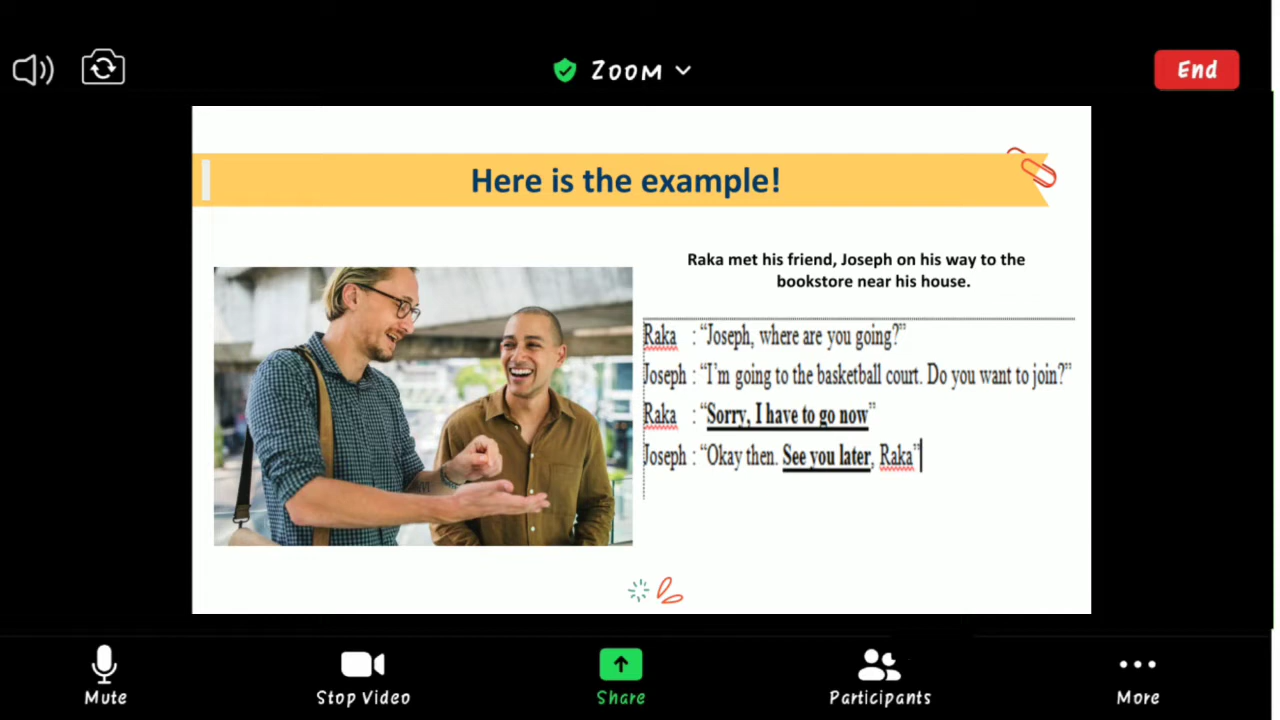 Zoom
End
Here is the example!
Raka met his friend, Joseph on his way to the
bookstore near his house.
Raka : “Joseph, where are you going?”
Joseph : “I’m going to the basketball court. Do you want to join?”
Raka : “Sorry, I have to go now”
Joseph : “Okay then. See you later, Raka”
Mute
Stop Video
Share
Participants
More